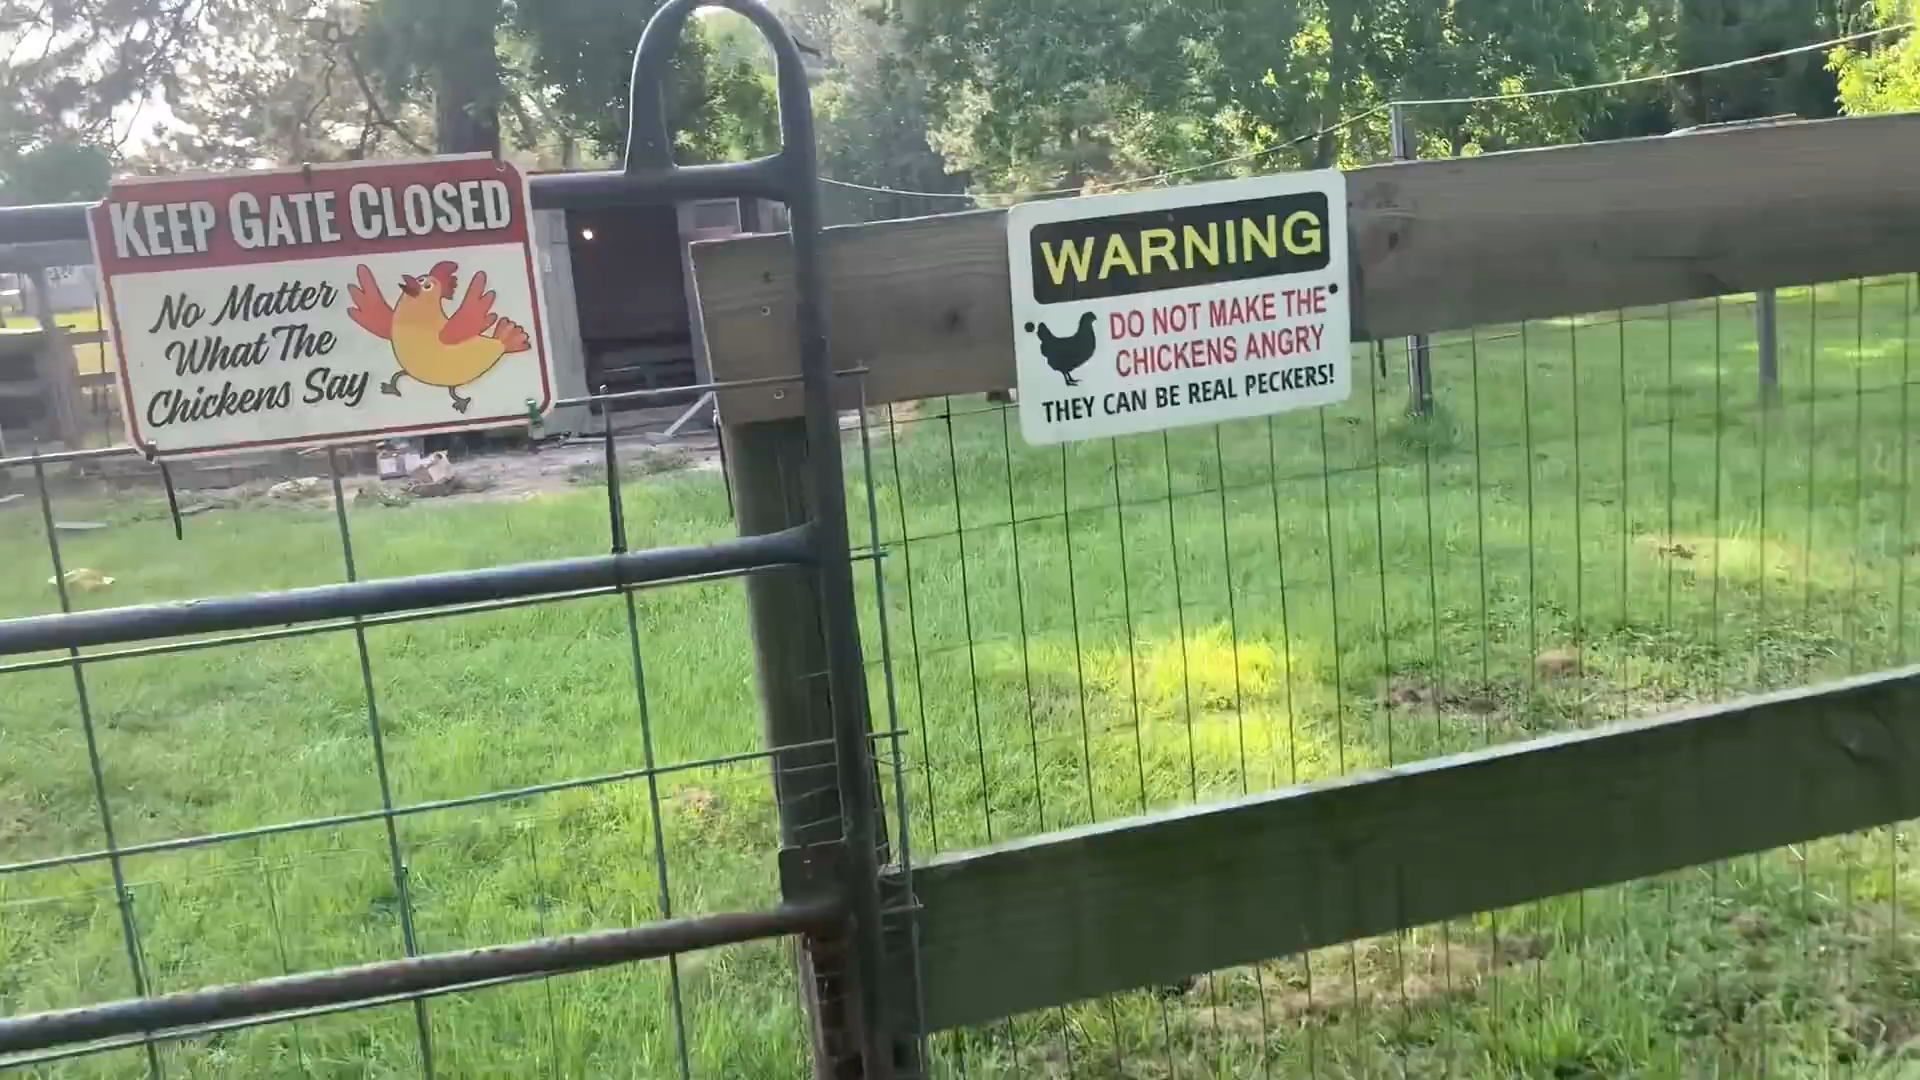 KEEP GATE CLOSED
No Matter
What The
Chickens Say
WARNING
DO NOT MAKE THE
CHICKENS ANGRY
THEY CAN BE REAL PECKERS!